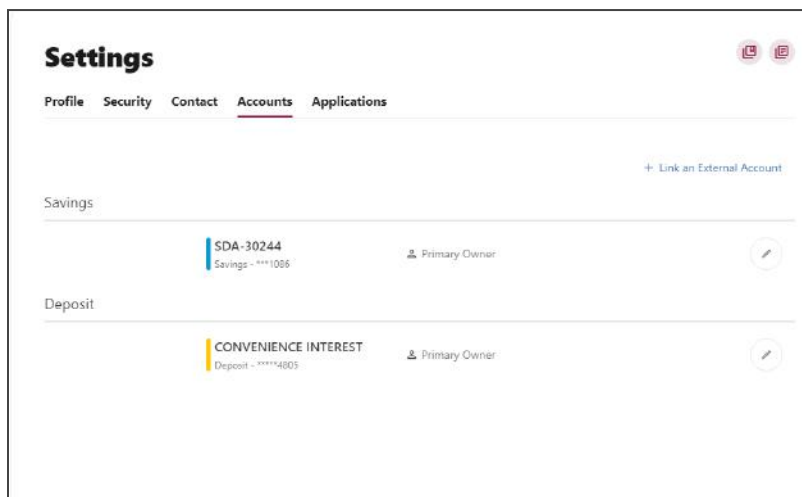 Settings
Profile Security Contact Accounts Applications
+ Link an External Account
Savings
SDA-30244
Savings - ***1086
Primary Owner
Deposit
CONVENIENCE INTEREST
Deposit - *****4805
Primary Owner